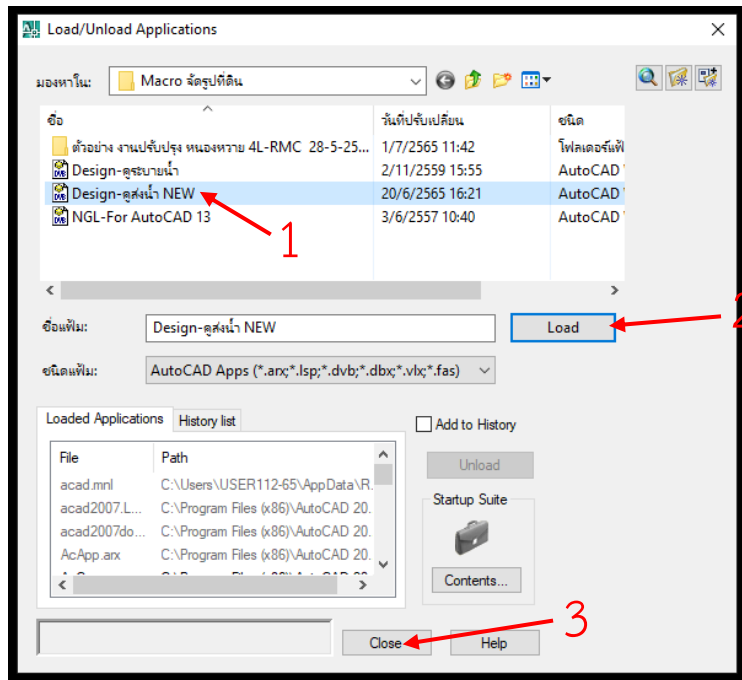 Load/Unload Applications
มองหาใน: Macro จัดรูปที่ดิน
ชื่อ วันที่ปรับเปลี่ยน ชนิด
ตัวอย่าง งานปรับปรุง หนองหวาย 4L-RMC 28-5-25... 1/7/2565 11:42 โฟลเดอร์แฟ้
Design-คูระบายน้ำ 2/11/2559 15:55 AutoCAD
Design-คูส่งน้ำ NEW 20/6/2565 16:21 AutoCAD
NGL-For AutoCAD 13 3/6/2557 10:40 AutoCAD
1
ชื่อแฟ้ม: Design-คูส่งน้ำ NEW Load
2
ชนิดแฟ้ม: AutoCAD Apps (*.arx;*.lsp;*.dvb;*.dbx;*.vlx;*.fas)
Loaded Applications History list
Add to History
File Path
Unload
acad.mnl C:\Users\USER112-65\AppData\R.
acad2007.L... C:\Program Files (x86)\AutoCAD 20.
Startup Suite
acad2007do... C:\Program Files (x86)\AutoCAD 20.
AcApp.arx C:\Program Files (x86)\AutoCAD 20.
Contents...
3
Close Help